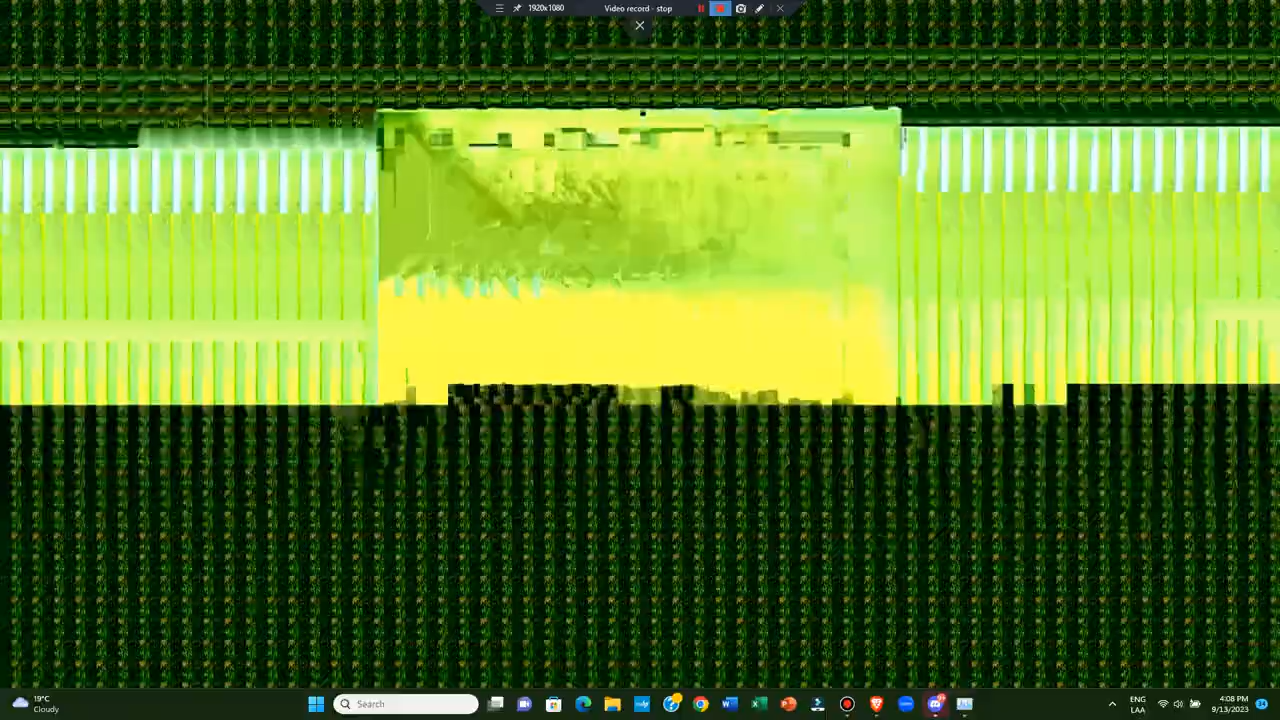 1920x1080
Video record - stop
19°C
Cloudy
Search
ENG
LAA
4:08 PM
9/13/2023